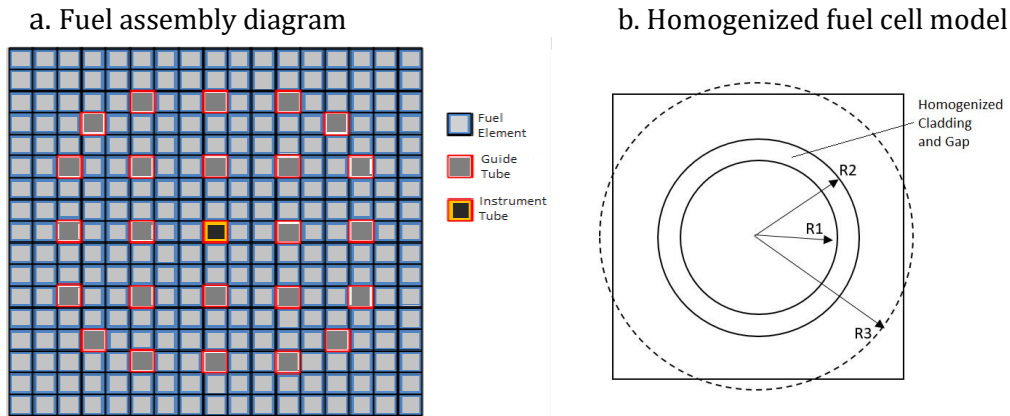 a. Fuel assembly diagram
Fuel
Element
Guide
Tube
Instrument
Tube
b. Homogenized fuel cell model
Homogenized
Cladding
and Gap
R2
R1
R3